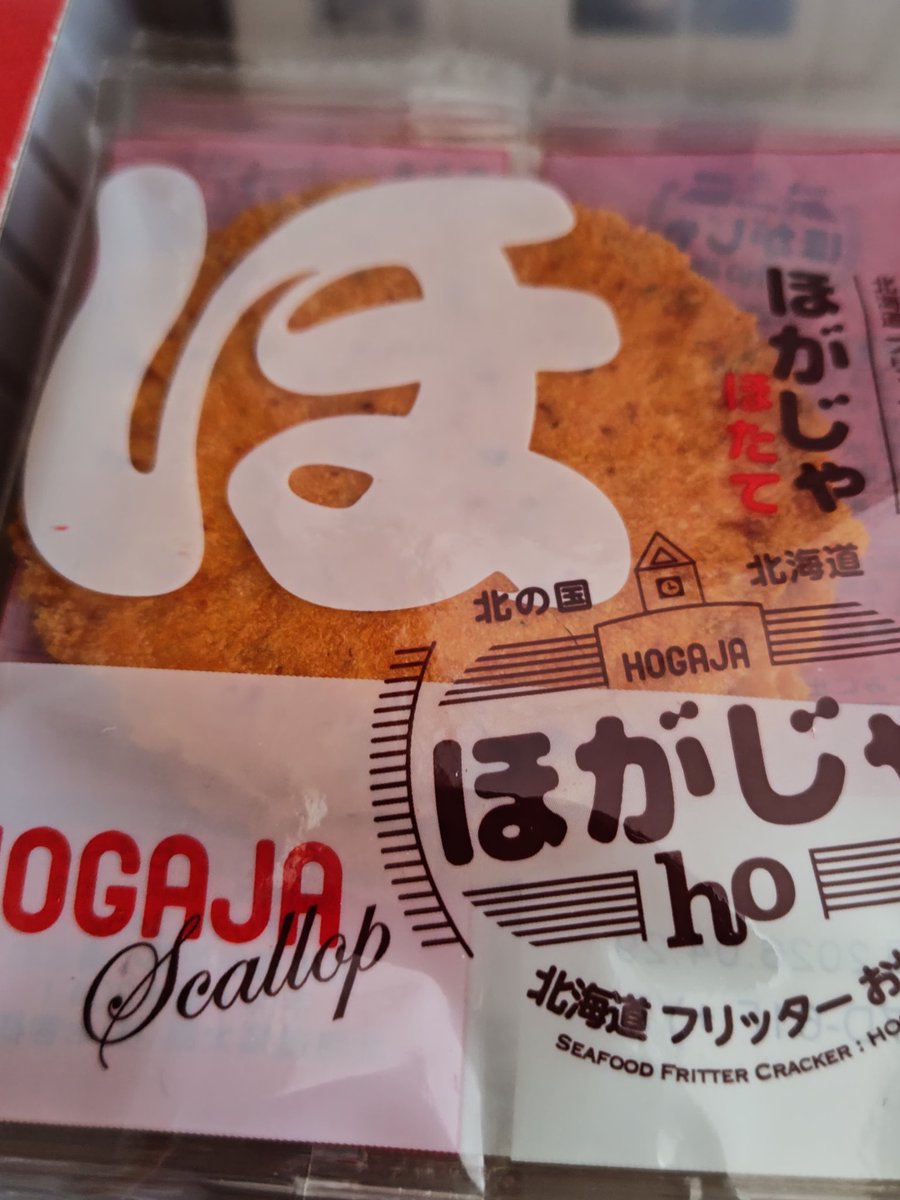 ほ
ほがじゃ
ほたて
北の国
北海道
HOGAJA
ほがじ
ho
OGAJA
Scallop
北海道 フリッター お
SEAFOOD FRITTER CRACKER : HO